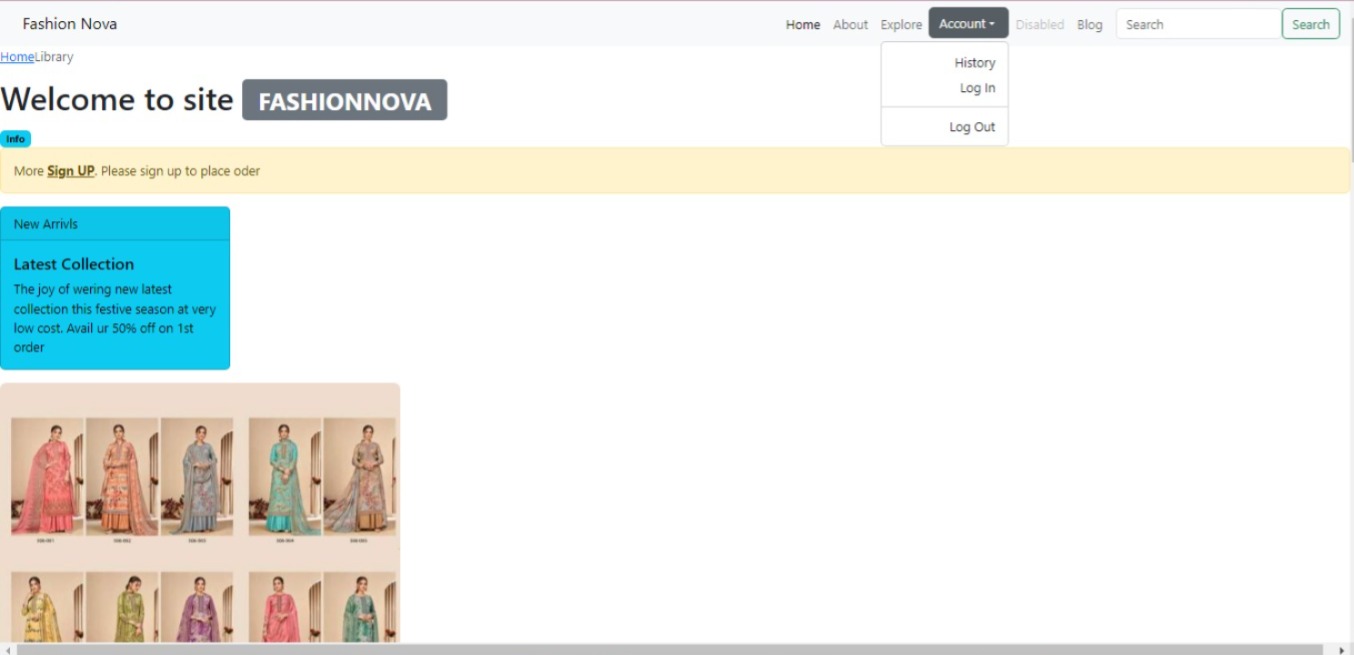 Fashion Nova
Home About Explore Account Disabled Blog Search Search
History
Log In
Log Out
HomeLibrary
Welcome to site FASHIONNOVA
Info
More Sign UP. Please sign up to place oder
New Arrivls
Latest Collection
The joy of wering new latest
collection this festive season at very
low cost. Avail ur 50% off on 1st
order